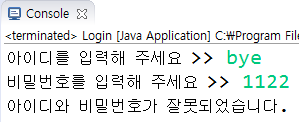 Console
<terminated> Login [Java Application] C:\Program File
아이디를 입력해 주세요 >> bye
비밀번호를 입력해 주세요 >> 1122
아이디와 비밀번호가 잘못되었습니다.